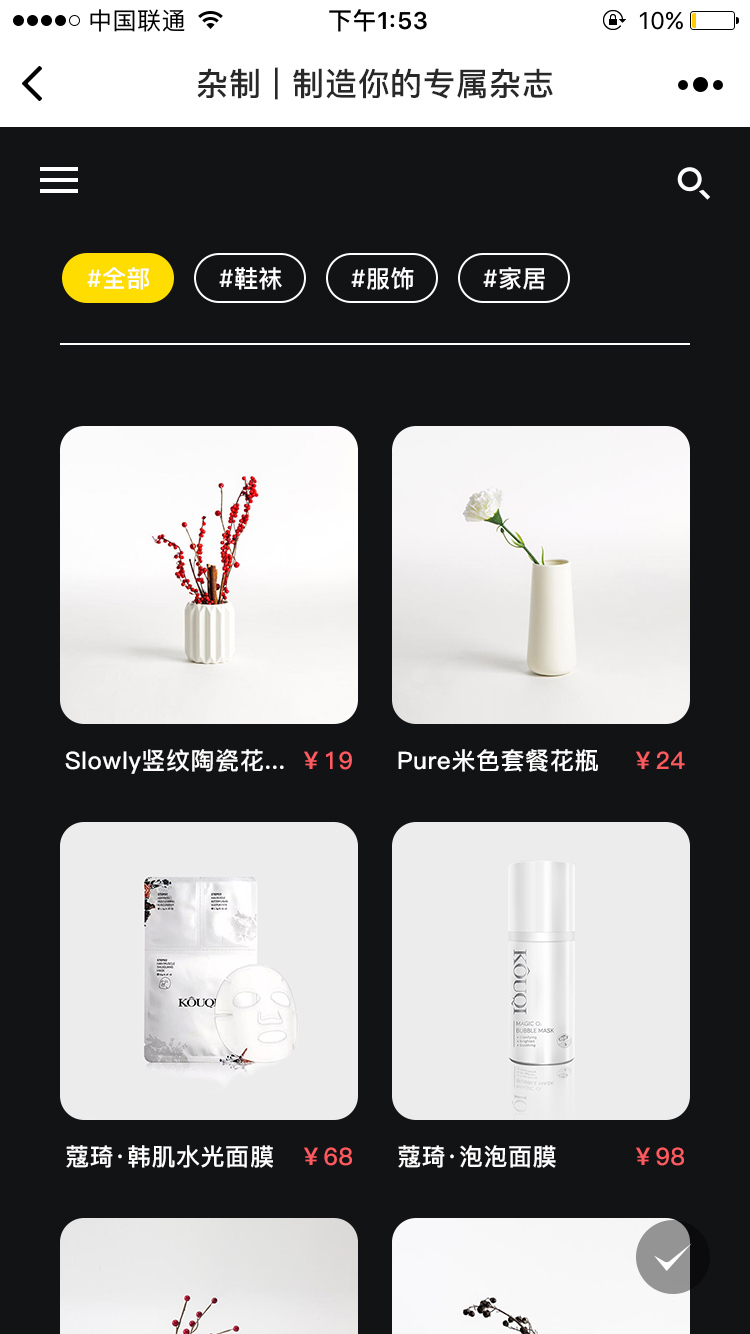 中国联通
下午1:53
10%
杂制 | 制造你的专属杂志
#全部
#鞋袜
#服饰
#家居
Slowly竖纹陶瓷花... ¥19
Pure米色套餐花瓶 ¥24
KÔUQI
KÔUQI
MAGIC O₂
BUBBLE MASK
蔻琦·韩肌水光面膜 ¥68
蔻琦·泡泡面膜 ¥98